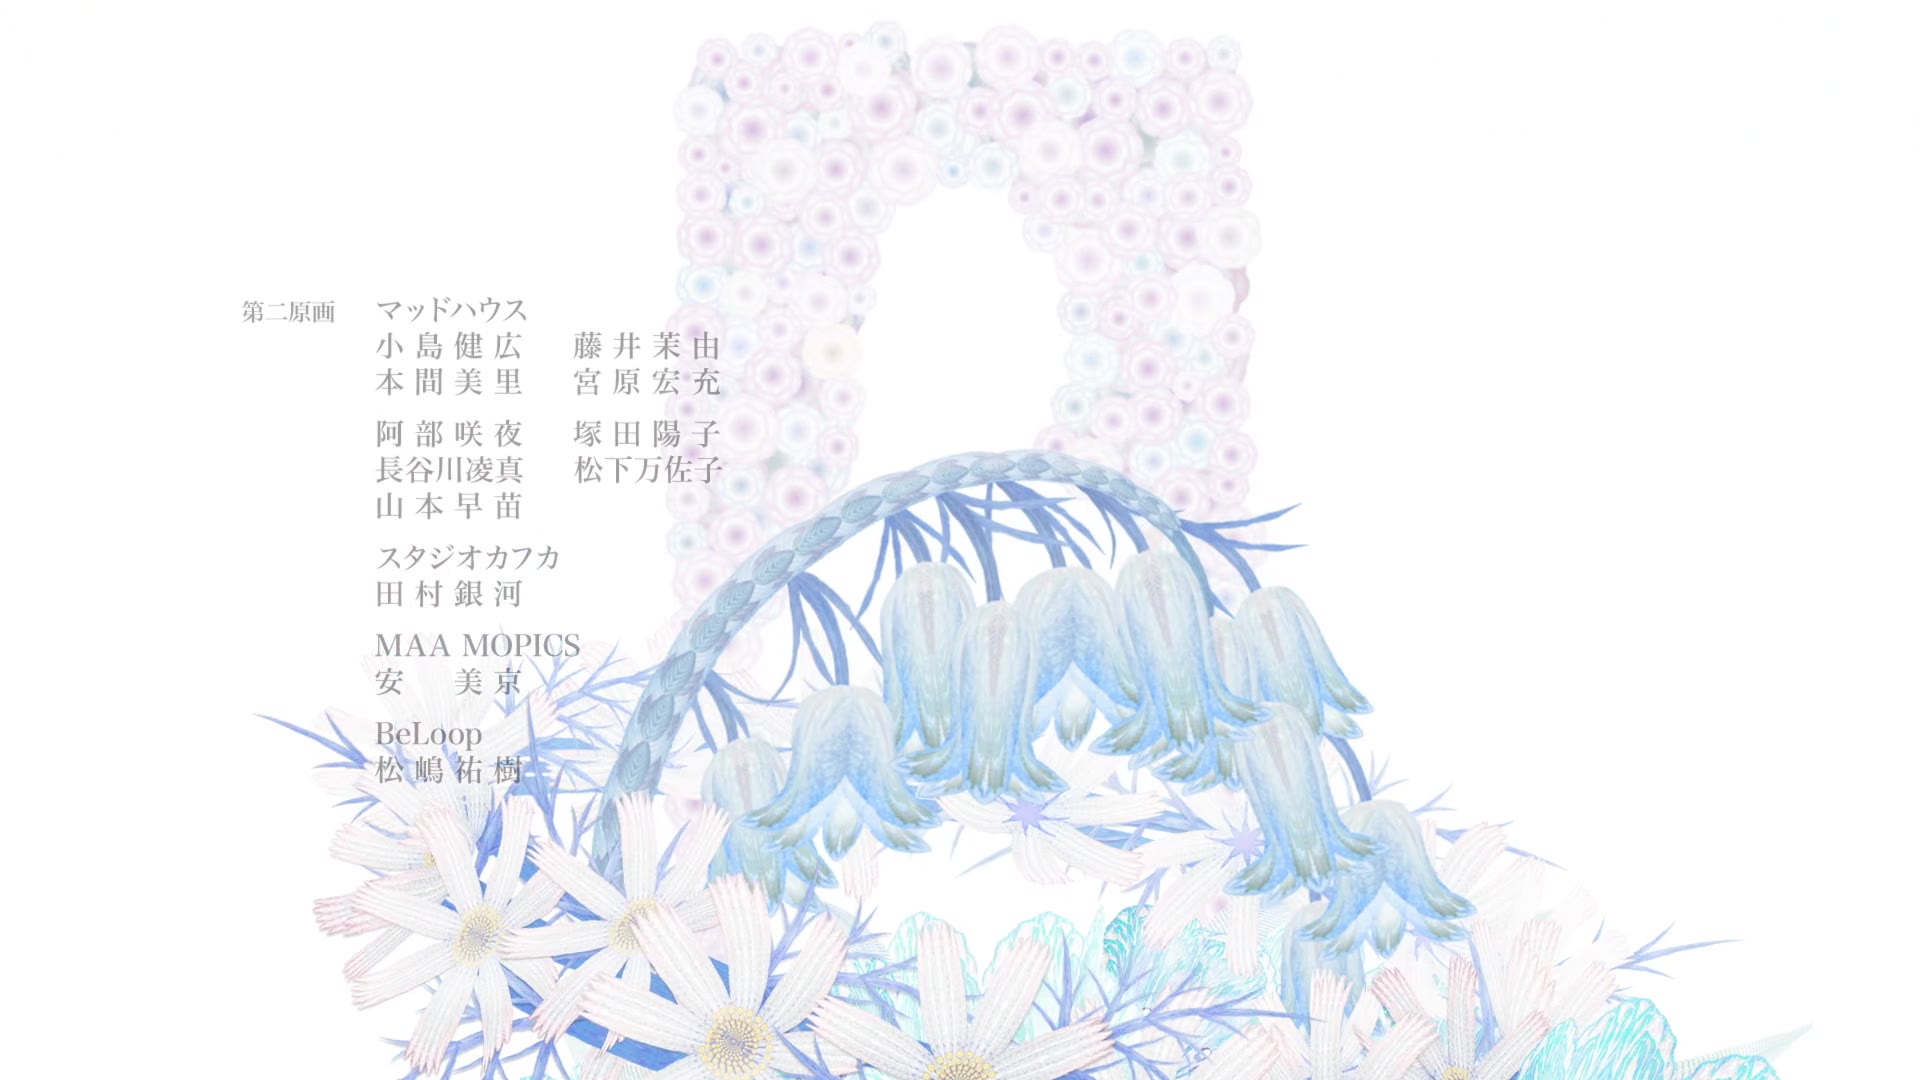 第二原画 マッドハウス
小島健広 藤井茉由
本間美里 宮原宏充
阿部咲夜 塚田陽子
長谷川凌真 松下万佐子
山本早苗
スタジオカフカ
田村銀河
MAA MOPICS
安 美京
BeLoop
松嶋祐樹